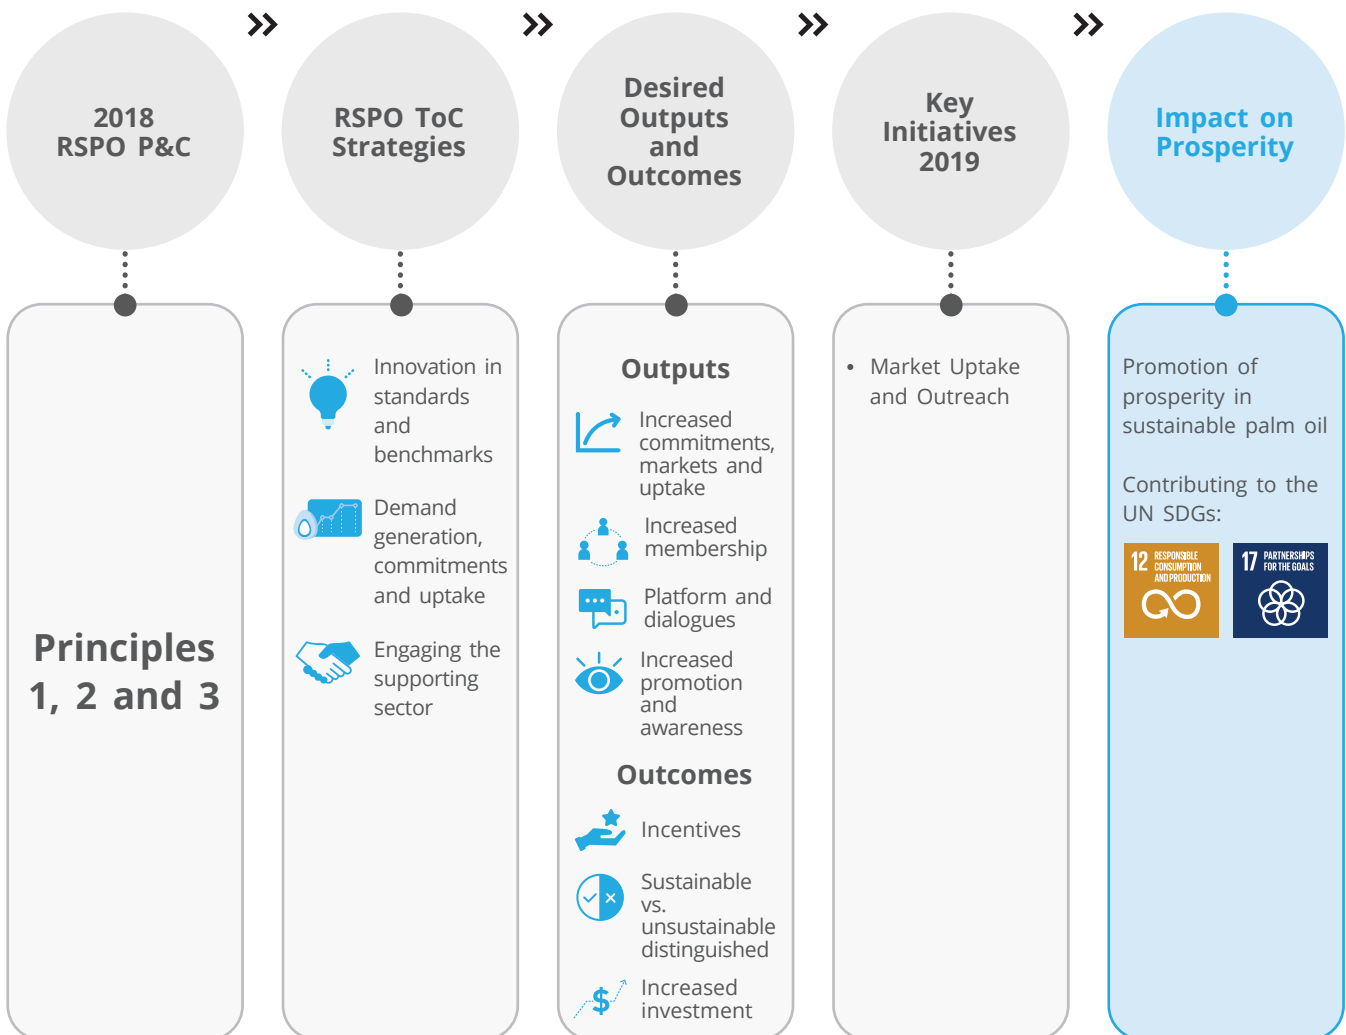 2018
RSPO P&C
RSPO ToC
Strategies
Desired
Outputs
and
Outcomes
Key
Initiatives
2019
Impact on
Prosperity
Principles
1, 2 and 3
Innovation in
standards
and
benchmarks
Demand
generation,
commitments
and uptake
Engaging the
supporting
sector
Outputs
Increased
commitments,
markets and
uptake
Increased
membership
Platform and
dialogues
Increased
promotion
and
awareness
Outcomes
Incentives
Sustainable
vs.
unsustainable
distinguished
$
Increased
investment
• Market Uptake
and Outreach
Promotion of
prosperity in
sustainable palm oil
Contributing to the
UN SDGs:
12 RESPONSIBLE
CONSUMPTION
AND PRODUCTION
17 PARTNERSHIPS
FOR THE GOALS